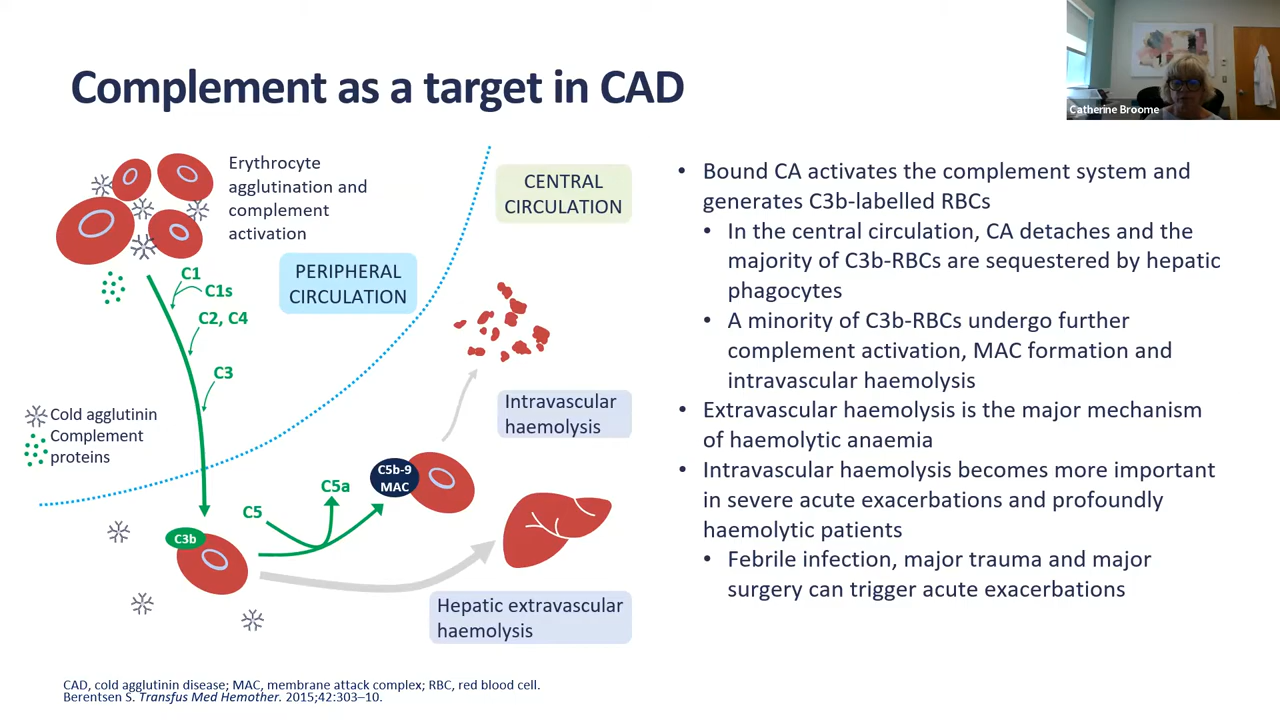 Complement as a target in CAD
Catherine Broome
Erythrocyte
agglutination and
complement
activation
CENTRAL
CIRCULATION
PERIPHERAL
CIRCULATION
C1
C1s
C2, C4
C3
Cold agglutinin
Complement
proteins
Intravascular
haemolysis
C5b-9
MAC
C5a
C5
C3b
Hepatic extravascular
haemolysis
• Bound CA activates the complement system and
generates C3b-labelled RBCs
• In the central circulation, CA detaches and the
majority of C3b-RBCs are sequestered by hepatic
phagocytes
• A minority of C3b-RBCs undergo further
complement activation, MAC formation and
intravascular haemolysis
• Extravascular haemolysis is the major mechanism
of haemolytic anaemia
• Intravascular haemolysis becomes more important
in severe acute exacerbations and profoundly
haemolytic patients
• Febrile infection, major trauma and major
surgery can trigger acute exacerbations
CAD, cold agglutinin disease; MAC, membrane attack complex; RBC, red blood cell.
Berentsen S. Transfus Med Hemother. 2015;42:303–10.